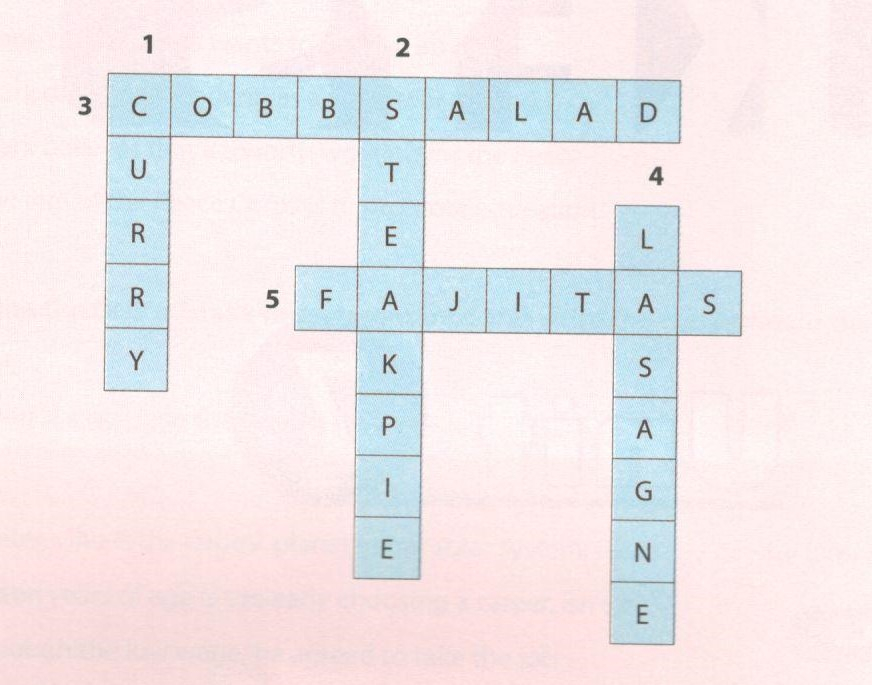 1 2
3 C O B B S A L A D
U T 4
R E L
R 5 F A J I T A S
Y K S
P A
I G
E N
E